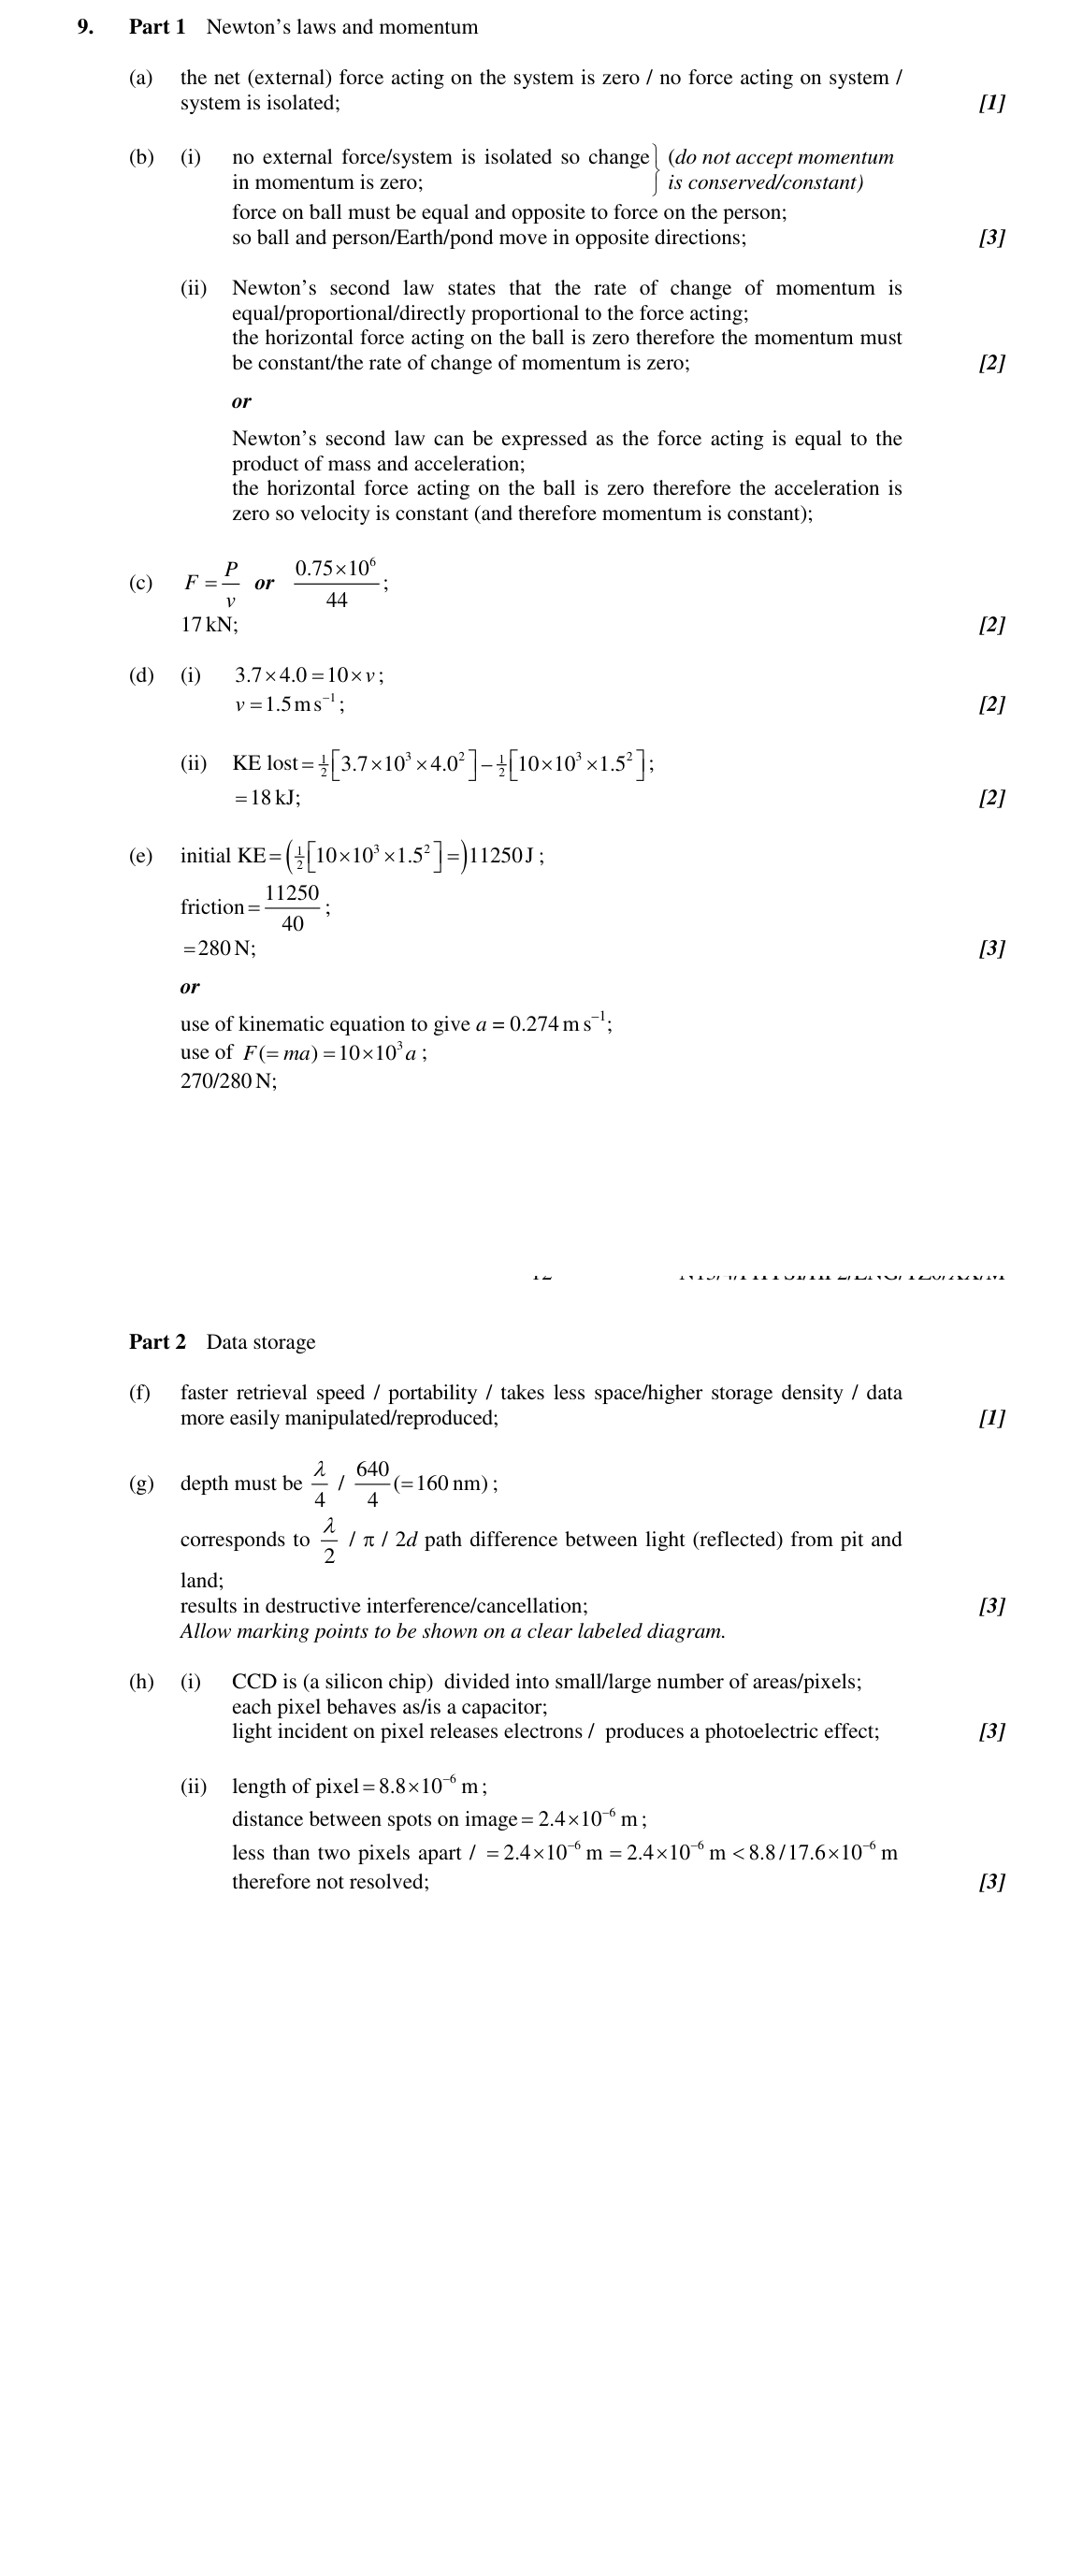 9. Part 1 Newton's laws and momentum
(a) the net (external) force acting on the system is zero / no force acting on system /
system is isolated; [1]
(b) (i) no external force/system is isolated so change } (do not accept momentum
in momentum is zero; is conserved/constant)
force on ball must be equal and opposite to force on the person;
so ball and person/Earth/pond move in opposite directions; [3]
(ii) Newton's second law states that the rate of change of momentum is
equal/proportional/directly proportional to the force acting;
the horizontal force acting on the ball is zero therefore the momentum must
be constant/the rate of change of momentum is zero; [2]
or
Newton's second law can be expressed as the force acting is equal to the
product of mass and acceleration;
the horizontal force acting on the ball is zero therefore the acceleration is
zero so velocity is constant (and therefore momentum is constant);
(c) F = P/v or 0.75×10⁶/44 ;
17 kN; [2]
(d) (i) 3.7×4.0=10×v;
v=1.5 m s⁻¹; [2]
(ii) KE lost = ½[3.7×10³×4.0²]−½[10×10³×1.5²];
=18 kJ; [2]
(e) initial KE=(½[10×10³×1.5²]=)11250 J;
friction = 11250/40 ;
=280 N; [3]
or
use of kinematic equation to give a = 0.274 m s⁻¹;
use of F(= ma) =10×10³a ;
270/280 N;
Part 2 Data storage
(f) faster retrieval speed / portability / takes less space/higher storage density / data
more easily manipulated/reproduced; [1]
(g) depth must be λ/4 / 640/4 (=160 nm);
corresponds to λ/2 / π / 2d path difference between light (reflected) from pit and
land;
results in destructive interference/cancellation; [3]
Allow marking points to be shown on a clear labeled diagram.
(h) (i) CCD is (a silicon chip) divided into small/large number of areas/pixels;
each pixel behaves as/is a capacitor;
light incident on pixel releases electrons / produces a photoelectric effect; [3]
(ii) length of pixel=8.8×10⁻⁶ m;
distance between spots on image=2.4×10⁻⁶ m;
less than two pixels apart / =2.4×10⁻⁶ m =2.4×10⁻⁶ m <8.8/17.6×10⁻⁶ m
therefore not resolved; [3]